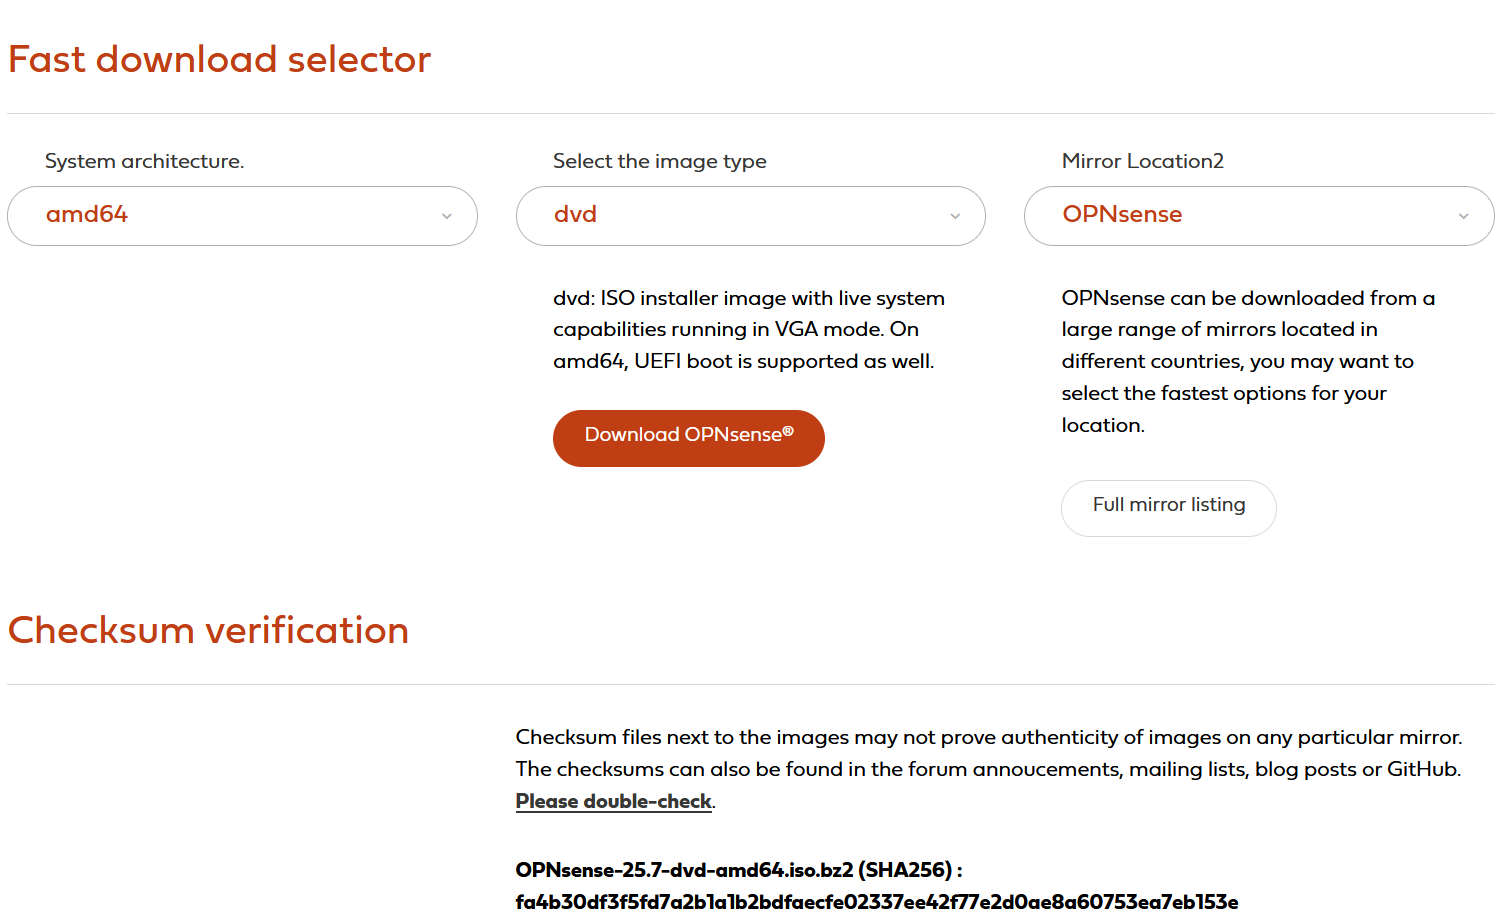 Fast download selector
System architecture.
amd64
Select the image type
dvd
dvd: ISO installer image with live system
capabilities running in VGA mode. On
amd64, UEFI boot is supported as well.
Download OPNsense®
Mirror Location2
OPNsense
OPNsense can be downloaded from a
large range of mirrors located in
different countries, you may want to
select the fastest options for your
location.
Full mirror listing
Checksum verification
Checksum files next to the images may not prove authenticity of images on any particular mirror.
The checksums can also be found in the forum annoucements, mailing lists, blog posts or GitHub.
Please double-check.
OPNsense-25.7-dvd-amd64.iso.bz2 (SHA256) :
fa4b30df3f5fd7a2b1a1b2bdfaecfe02337ee42f77e2d0ae8a60753ea7eb153e